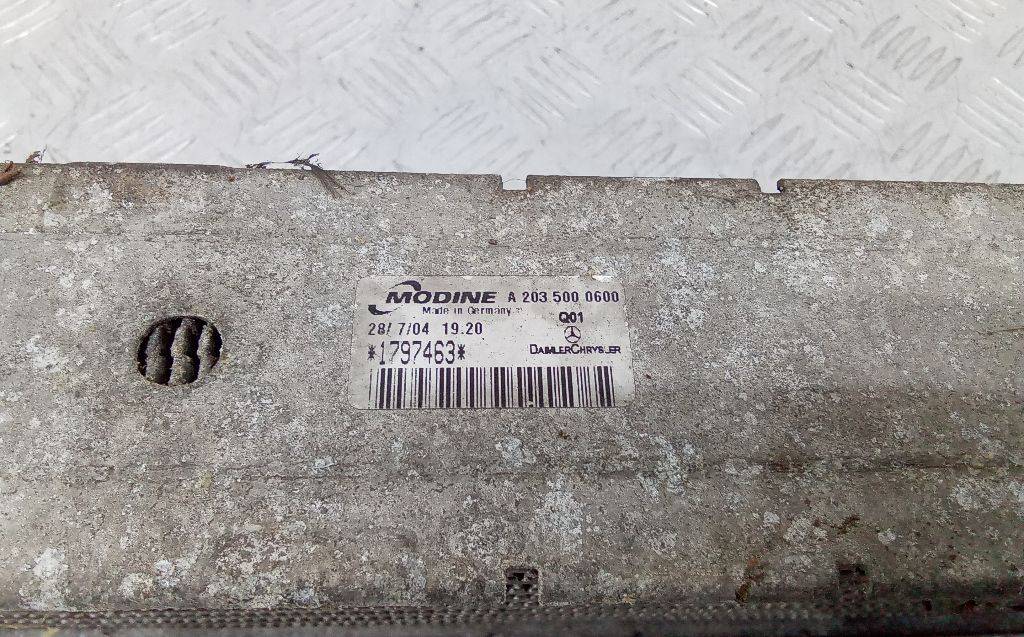 MODINE A 203 500 0600
Made in Germany
Q01
28/ 7/04 19.20
*1797463*
DAIMLERCHRYSLER